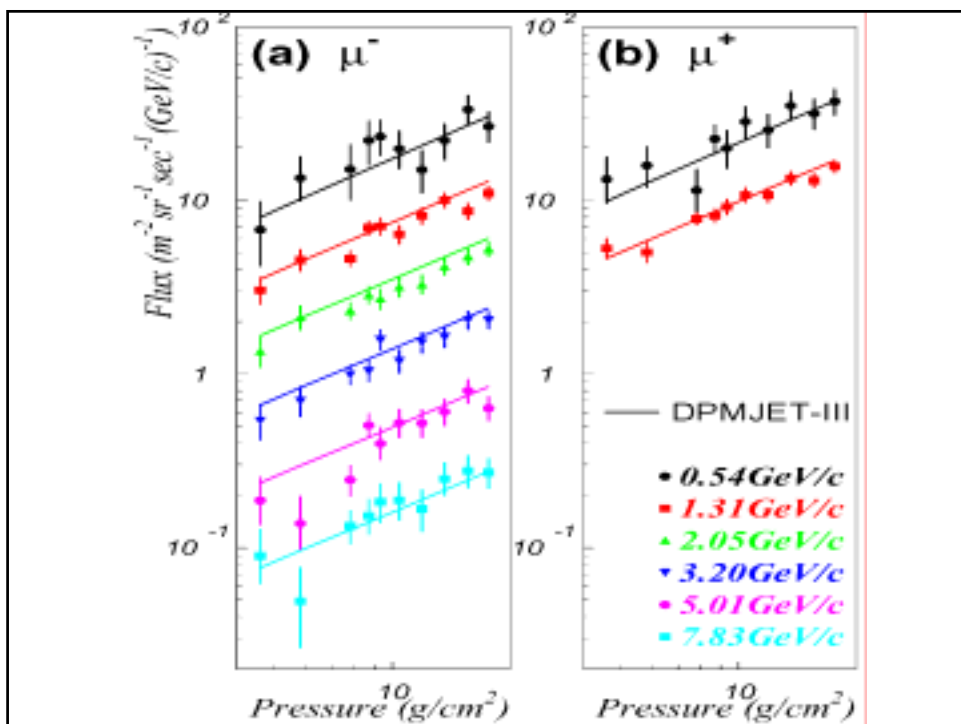 Flux (m⁻² sr⁻¹ sec⁻¹ (GeV/c)⁻¹)
10²
10
1
10⁻¹
(a) μ⁻
10
Pressure (g/cm²)
10²
10
1
10⁻¹
(b) μ⁺
DPMJET-III
0.54GeV/c
1.31GeV/c
2.05GeV/c
3.20GeV/c
5.01GeV/c
7.83GeV/c
10
Pressure (g/cm²)